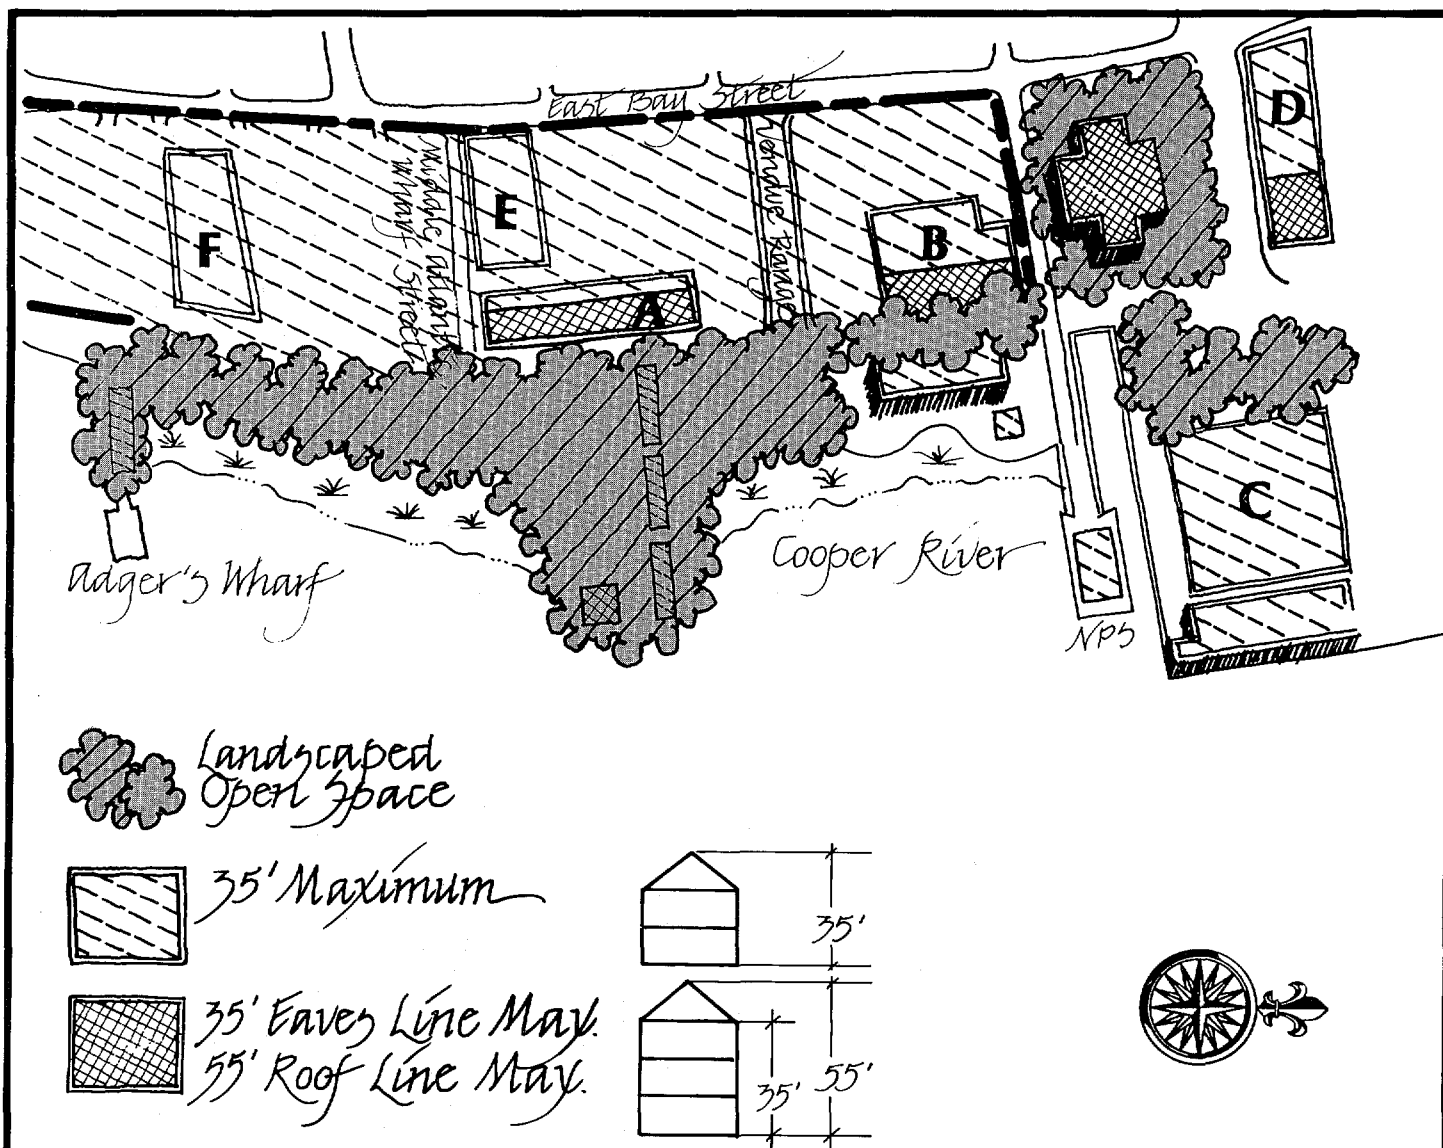 East Bay Street
D
Middle Atlantic
Wharf Street
Vendue Range
E
F
B
A
C
Adger's Wharf
Cooper River
NPS
Landscaped
Open Space
35' Maximum
35'
35' Eaves Line Max.
55' Roof Line Max.
35'
55'